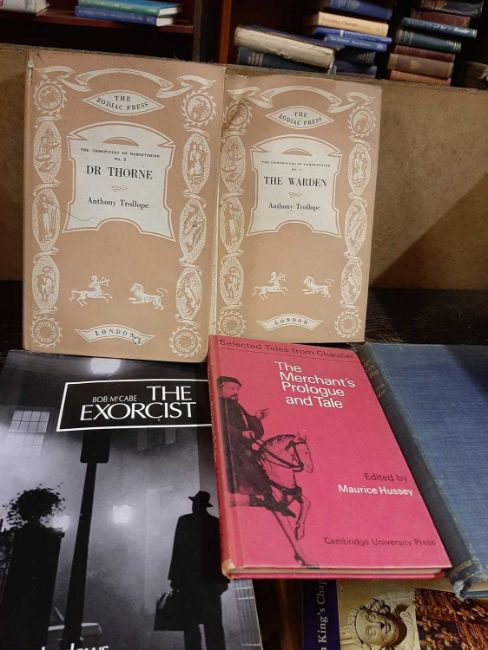 THE
ZODIAC PRESS
THE CHRONICLES OF BARSETSHIRE
NO. 3
DR THORNE
Anthony Trollope
LONDON
THE
ZODIAC PRESS
THE CHRONICLES OF BARSETSHIRE
THE WARDEN
Anthony Trollope
LONDON
BOB McCABE
THE
EXORCIST
Selected Tales from Chaucer
The
Merchant's
Prologue
and Tale
Edited by
Maurice Hussey
Cambridge University Press
King's